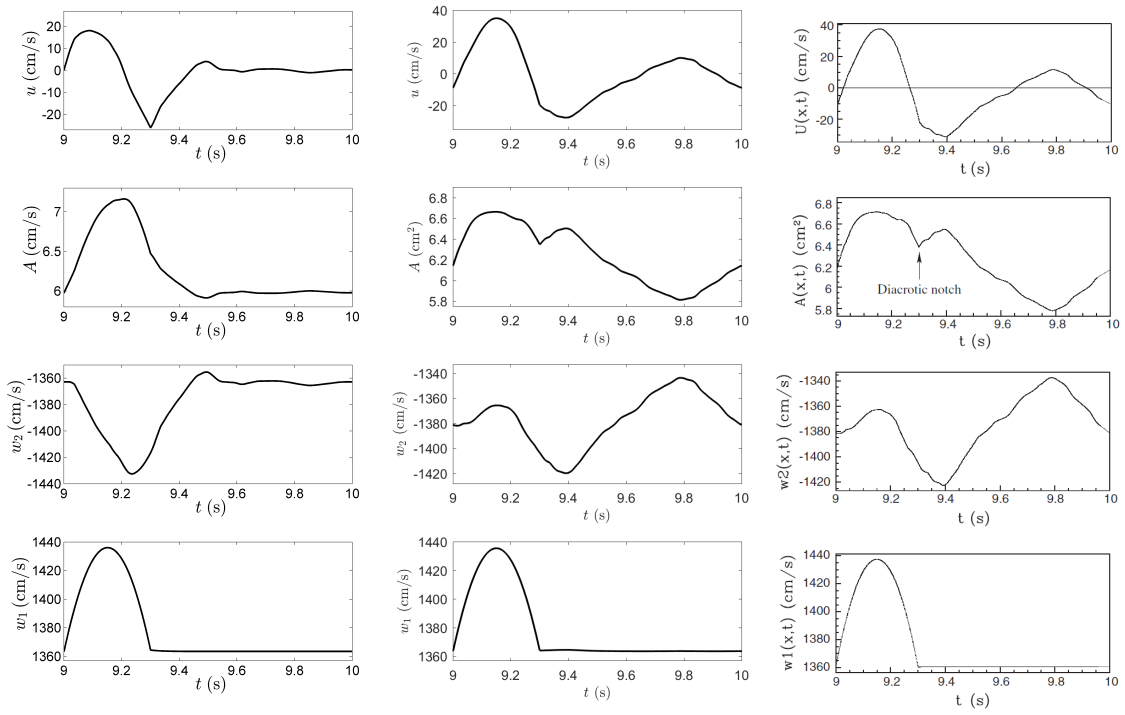 u (cm/s)
20
10
0
-10
-20
9 9.2 9.4 9.6 9.8 10
t (s)
u (cm/s)
40
20
0
-20
9 9.2 9.4 9.6 9.8 10
t (s)
U(x,t) (cm/s)
40
20
0
-20
9 9.2 9.4 9.6 9.8 10
t (s)
A (cm/s)
7
6.5
6
9 9.2 9.4 9.6 9.8 10
t (s)
A (cm²)
6.8
6.6
6.4
6.2
6
5.8
9 9.2 9.4 9.6 9.8 10
t (s)
A(x,t) (cm²)
6.8
6.4
6.2
6
5.8
Diacrotic notch
9 9.2 9.4 9.6 9.8 10
t (s)
w₂ (cm/s)
-1360
-1380
-1400
-1420
-1440
9 9.2 9.4 9.6 9.8 10
t (s)
w₂ (cm/s)
-1340
-1360
-1380
-1400
-1420
9 9.2 9.4 9.6 9.8 10
t (s)
w2(x,t) (cm/s)
-1340
-1360
-1380
-1400
-1420
9 9.2 9.4 9.6 9.8 10
t (s)
w₁ (cm/s)
1440
1420
1400
1380
1360
9 9.2 9.4 9.6 9.8 10
t (s)
w₁ (cm/s)
1440
1420
1400
1380
1360
9 9.2 9.4 9.6 9.8 10
t (s)
w1(x,t) (cm/s)
1440
1420
1400
1380
1360
9 9.2 9.4 9.6 9.8 10
t (s)